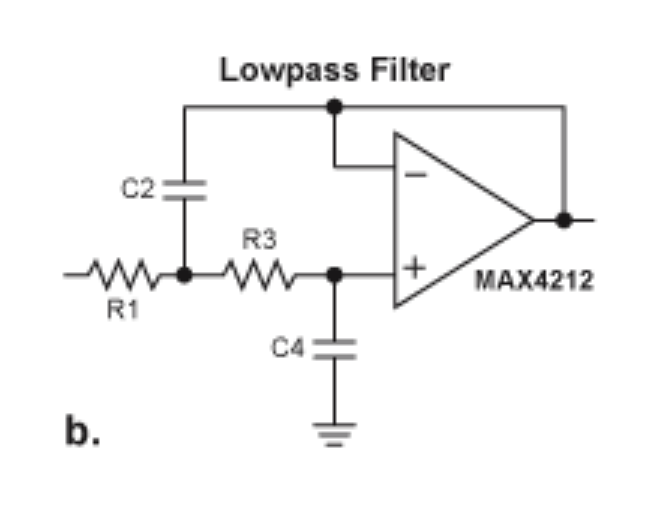 Lowpass Filter
C2
R3
−
+
R1
MAX4212
C4
b.